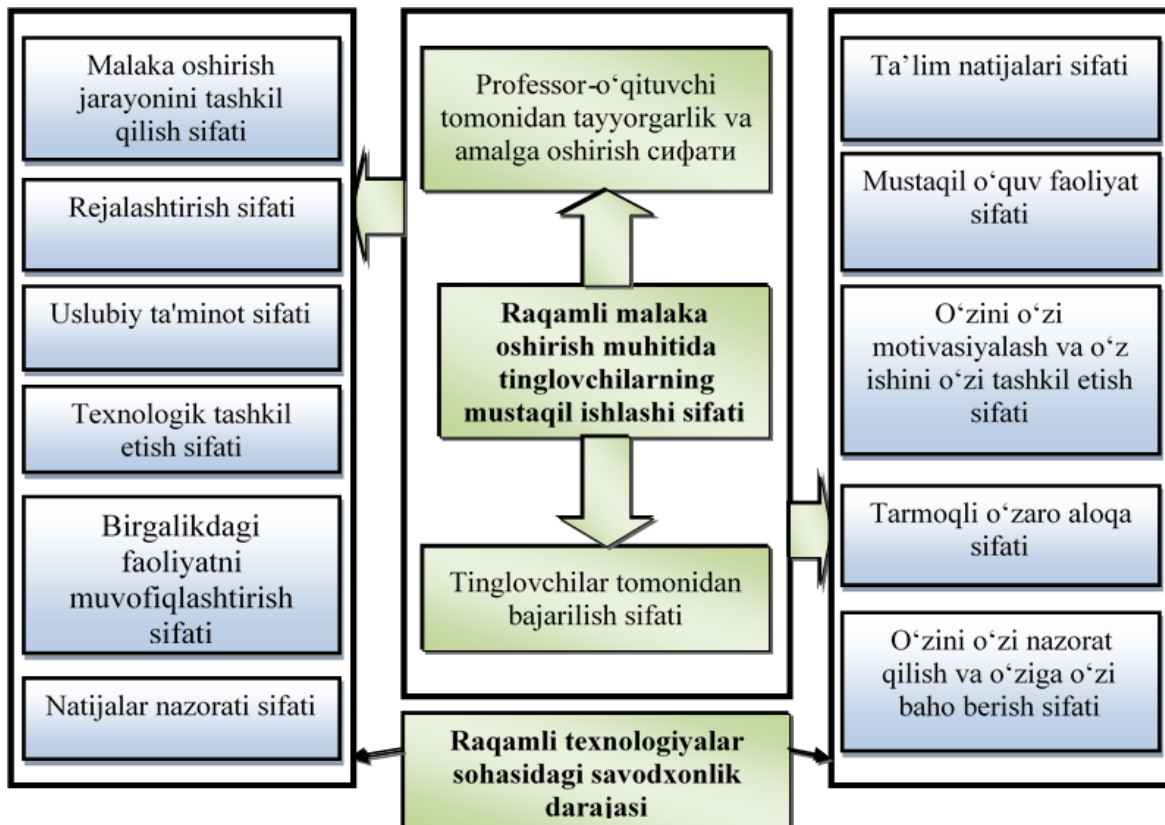 Malaka oshirish
jarayonini tashkil
qilish sifati
Rejalashtirish sifati
Uslubiy ta'minot sifati
Texnologik tashkil
etish sifati
Birgalikdagi
faoliyatni
muvofiqlashtirish
sifati
Natijalar nazorati sifati
Professor-o‘qituvchi
tomonidan tayyorgarlik va
amalga oshirish сифати
Raqamli malaka
oshirish muhitida
tinglovchilarning
mustaqil ishlashi sifati
Tinglovchilar tomonidan
bajarilish sifati
Raqamli texnologiyalar
sohasidagi savodxonlik
darajasi
Ta’lim natijalari sifati
Mustaqil o‘quv faoliyat
sifati
O‘zini o‘zi
motivasiyalash va o‘z
ishini o‘zi tashkil etish
sifati
Tarmoqli o‘zaro aloqa
sifati
O‘zini o‘zi nazorat
qilish va o‘ziga o‘zi
baho berish sifati